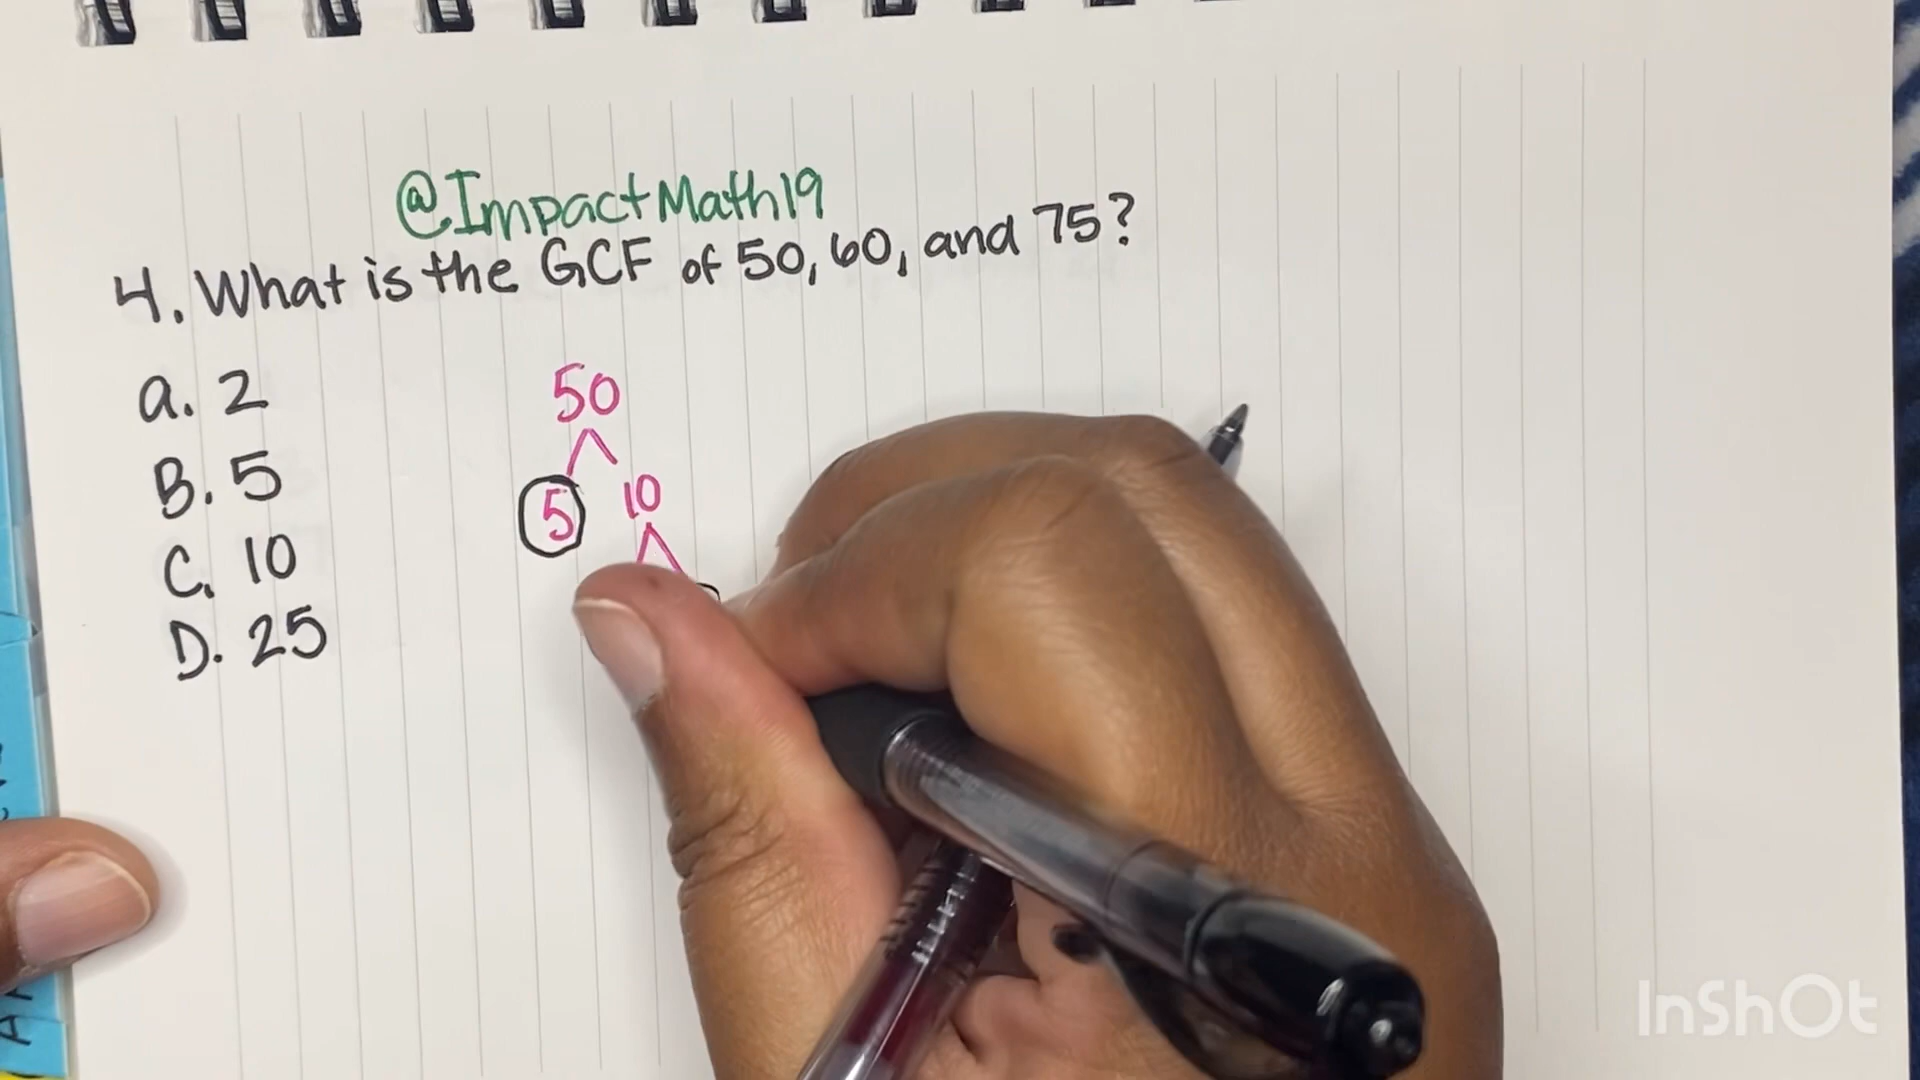 @ImpactMath19
4. What is the GCF of 50, 60, and 75?
a. 2
B. 5
C. 10
D. 25
50
5 10
InShOt